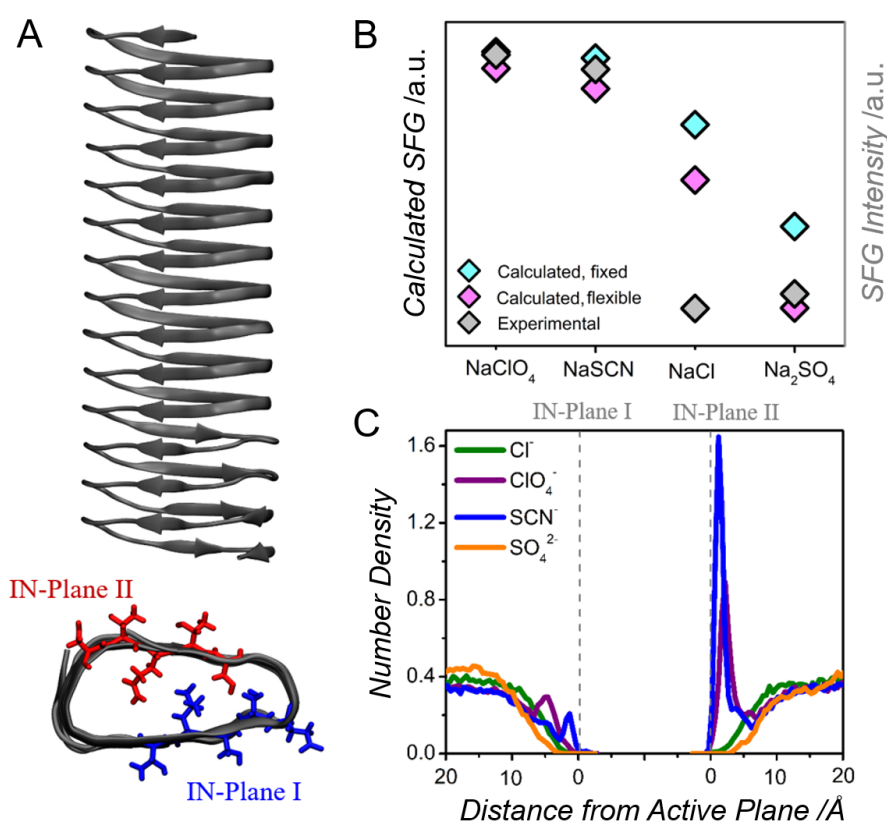 A
IN-Plane II
IN-Plane I
B
Calculated SFG /a.u.
SFG Intensity /a.u.
Calculated, fixed
Calculated, flexible
Experimental
NaClO₄ NaSCN NaCl Na₂SO₄
IN-Plane I IN-Plane II
C
Cl⁻
ClO₄⁻
SCN⁻
SO₄²⁻
Number Density
1.6
1.2
0.8
0.4
0.0
20 10 0 0 10 20
Distance from Active Plane /Å